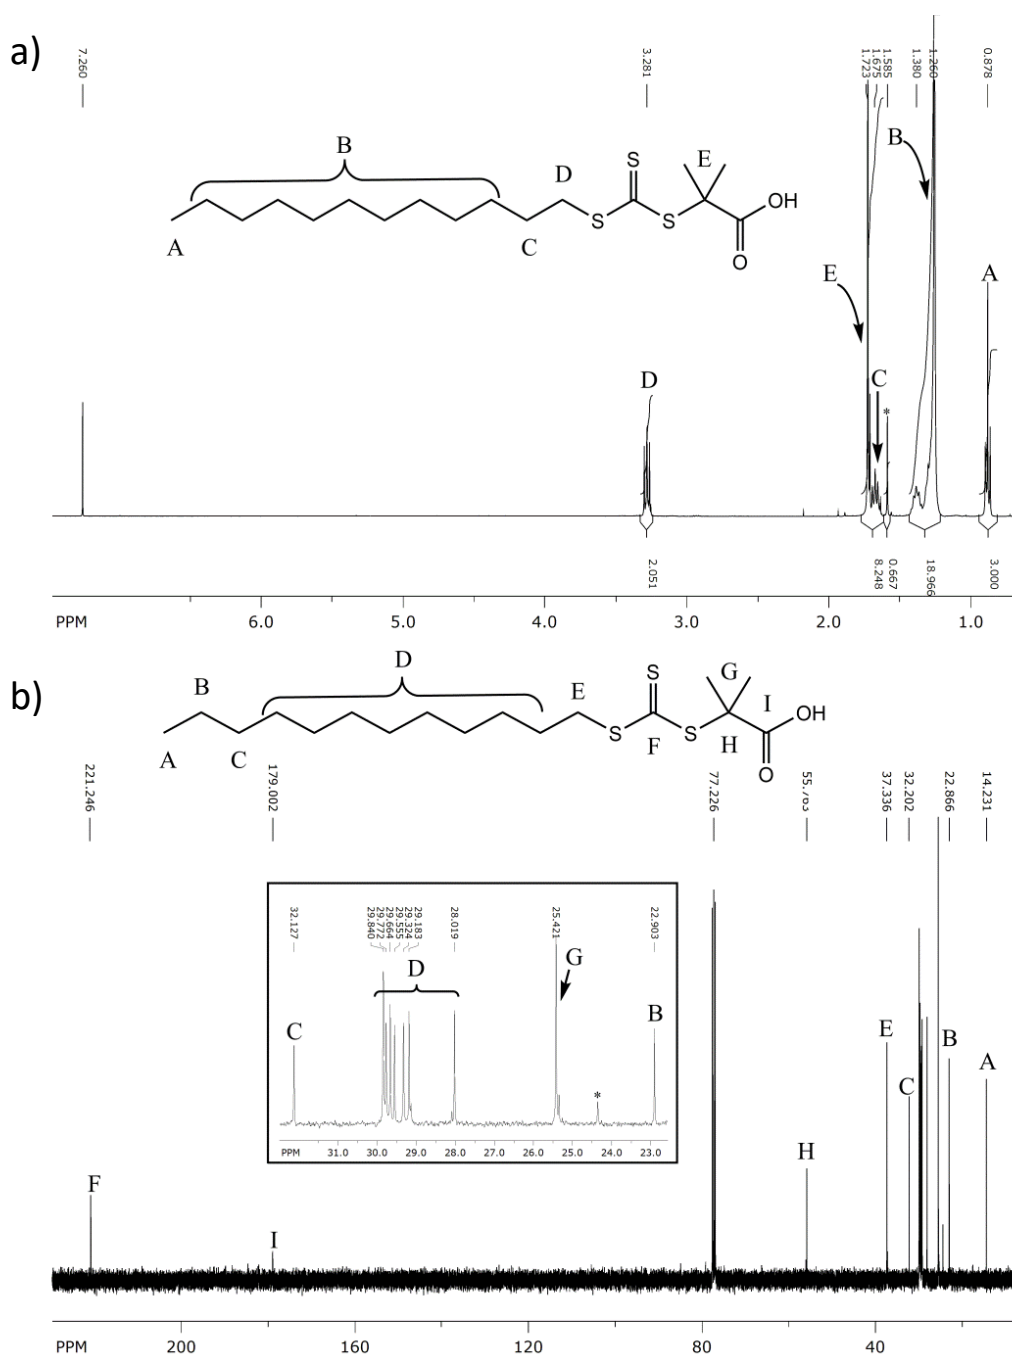 a)
7.260
3.281
1.723
1.675
1.585
1.380
1.260
0.878
B
E
D
S
OH
S
S
O
A
C
B
E
A
D
C
*
2.051
8.248
0.667
18.966
3.000
PPM 6.0 5.0 4.0 3.0 2.0 1.0
b)
D
B
E
S
G
I
OH
S
S
A
C
F
H
O
221.246
179.002
77.226
55.763
37.336
32.202
22.866
14.231
32.127
29.840
29.772
29.664
29.555
29.324
29.183
28.019
25.421
22.903
D
G
C
B
*
PPM 31.0 30.0 29.0 28.0 27.0 26.0 25.0 24.0 23.0
E
B
C
A
H
F
I
PPM 200 160 120 80 40